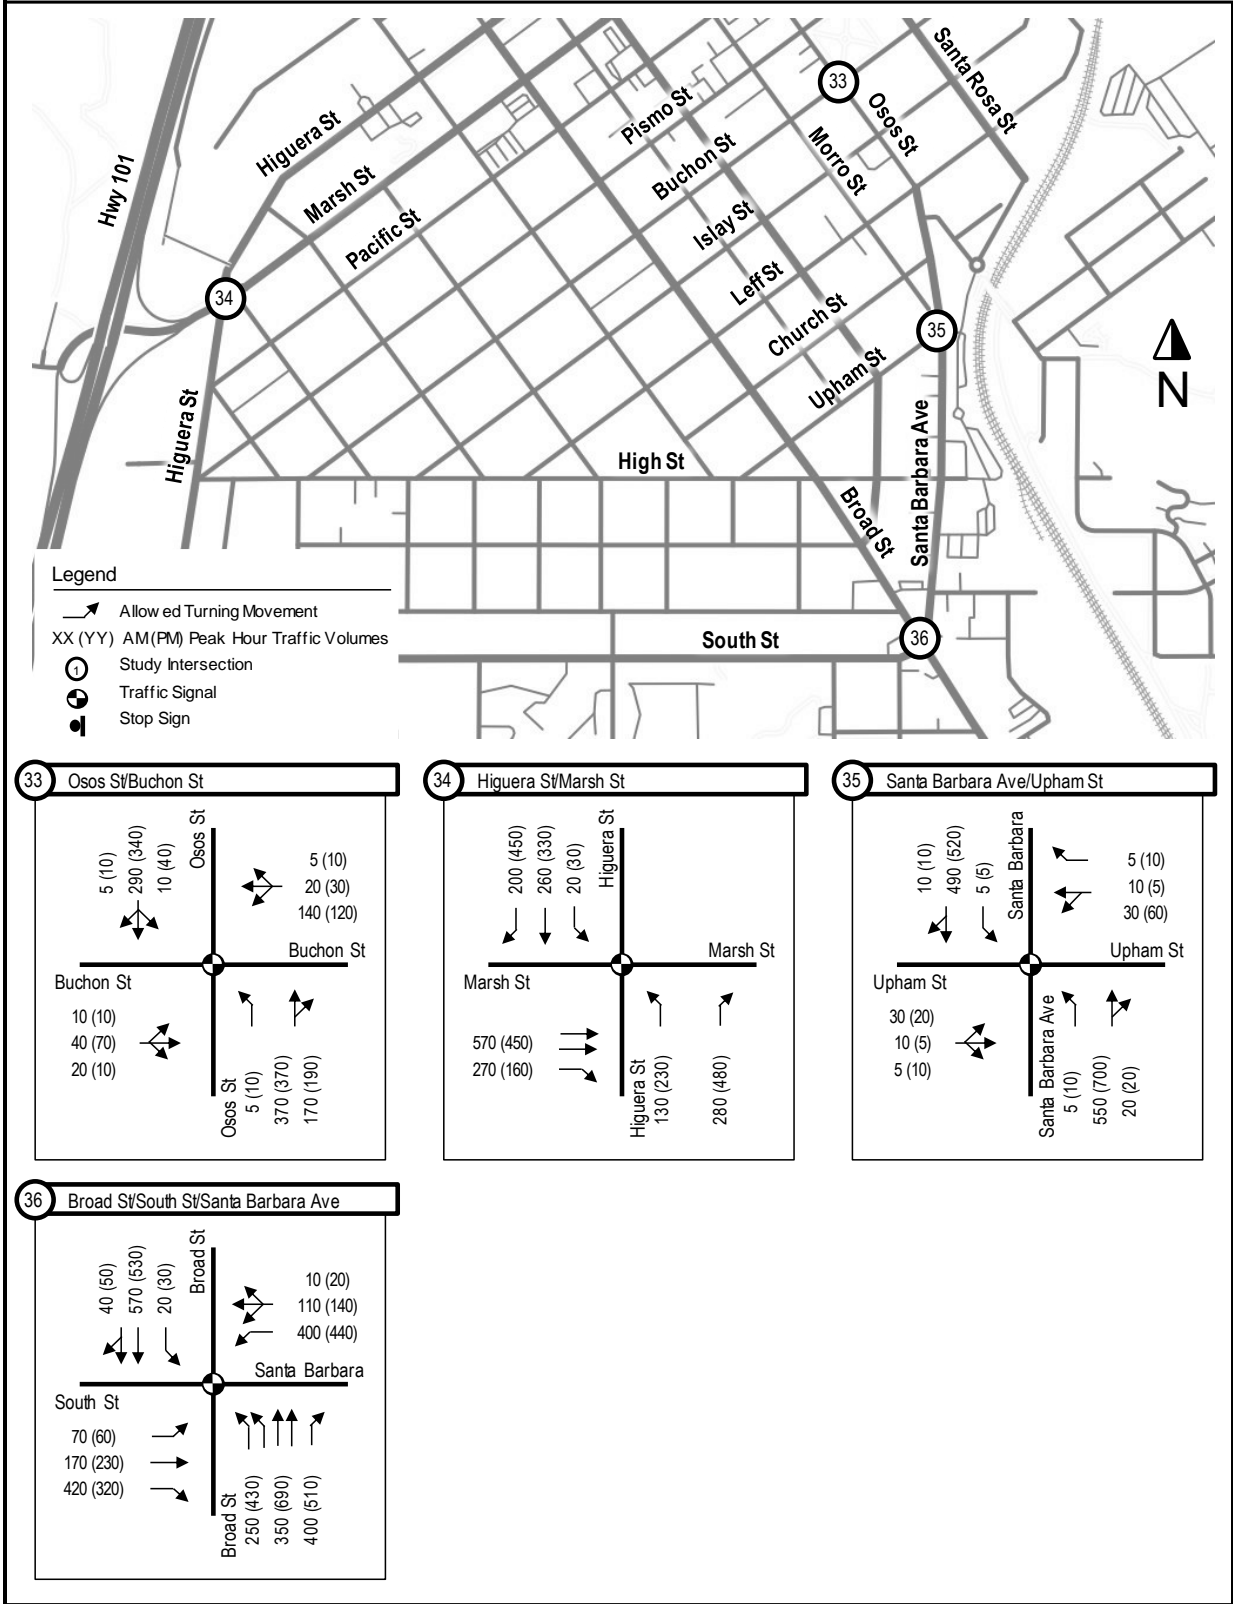 Santa Rosa St
33
Pismo St
Osos St
Higuera St
Buchon St
Morro St
Hwy 101
Marsh St
Islay St
Pacific St
Leff St
34
Church St
35
Upham St
N
Higuera St
High St
Santa Barbara Ave
Broad St
South St
36
Legend
Allowed Turning Movement
XX (YY) AM(PM) Peak Hour Traffic Volumes
1 Study Intersection
Traffic Signal
Stop Sign
33 Osos St/Buchon St
5 (10)
290 (340)
10 (40)
Osos St
5 (10)
20 (30)
140 (120)
Buchon St
Buchon St
10 (10)
40 (70)
20 (10)
Osos St
5 (10)
370 (370)
170 (190)
34 Higuera St/Marsh St
200 (450)
260 (330)
20 (30)
Higuera St
Marsh St
Marsh St
570 (450)
270 (160)
Higuera St
130 (230)
280 (480)
35 Santa Barbara Ave/Upham St
10 (10)
490 (520)
5 (5)
Santa Barbara
5 (10)
10 (5)
30 (60)
Upham St
Upham St
30 (20)
10 (5)
5 (10)
Santa Barbara Ave
5 (10)
550 (700)
20 (20)
36 Broad St/South St/Santa Barbara Ave
40 (50)
570 (530)
20 (30)
Broad St
10 (20)
110 (140)
400 (440)
Santa Barbara
South St
70 (60)
170 (230)
420 (320)
Broad St
250 (430)
350 (690)
400 (510)